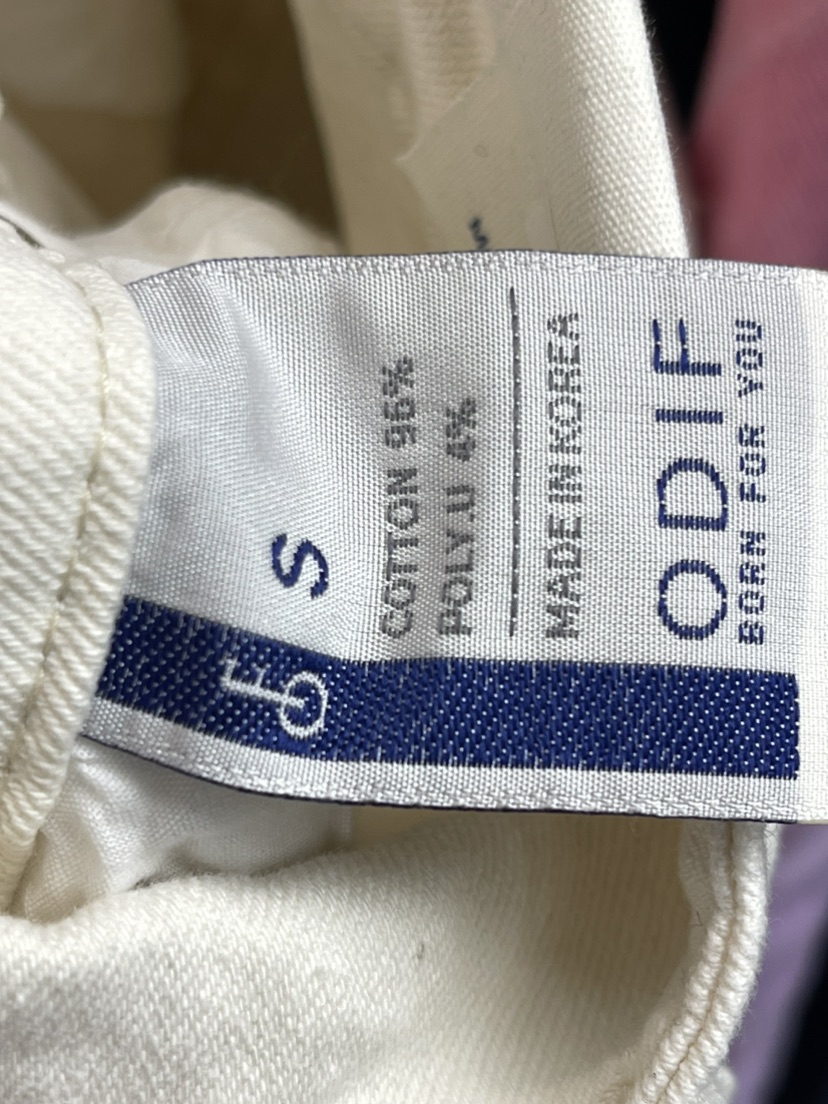 ODIF
BORN FOR YOU
MADE IN KOREA
COTTON 96%
POLY.U 4%
S